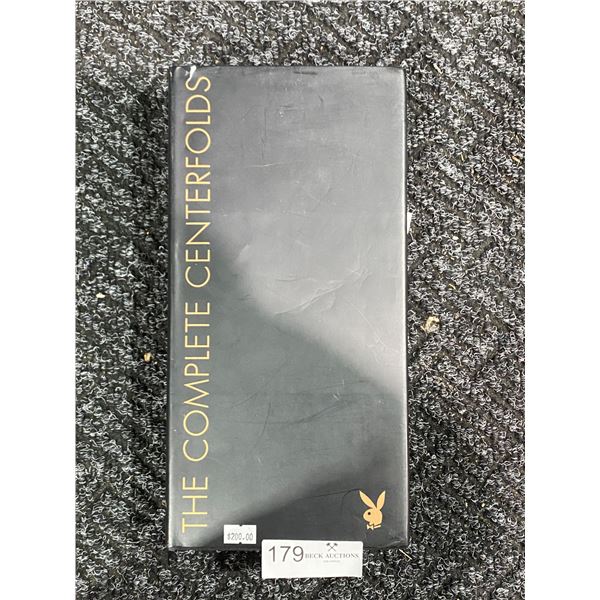 THE COMPLETE CENTERFOLDS
$200.00
179
BECK AUCTIONS